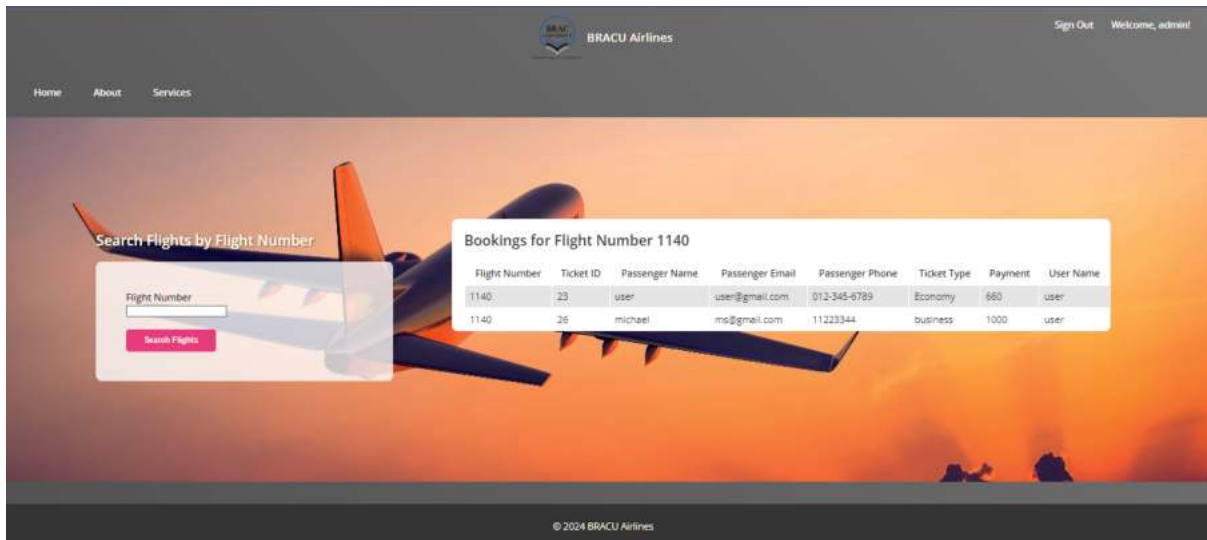 BRAC
BRACU Airlines
Sign Out Welcome, admin!
Home About Services
Search Flights by Flight Number
Flight Number
Search Flights
Bookings for Flight Number 1140
Flight Number Ticket ID Passenger Name Passenger Email Passenger Phone Ticket Type Payment User Name
1140 23 user user@gmail.com 012-345-6789 Economy 660 user
1140 26 michael ms@gmail.com 11223344 business 1000 user
© 2024 BRACU Airlines